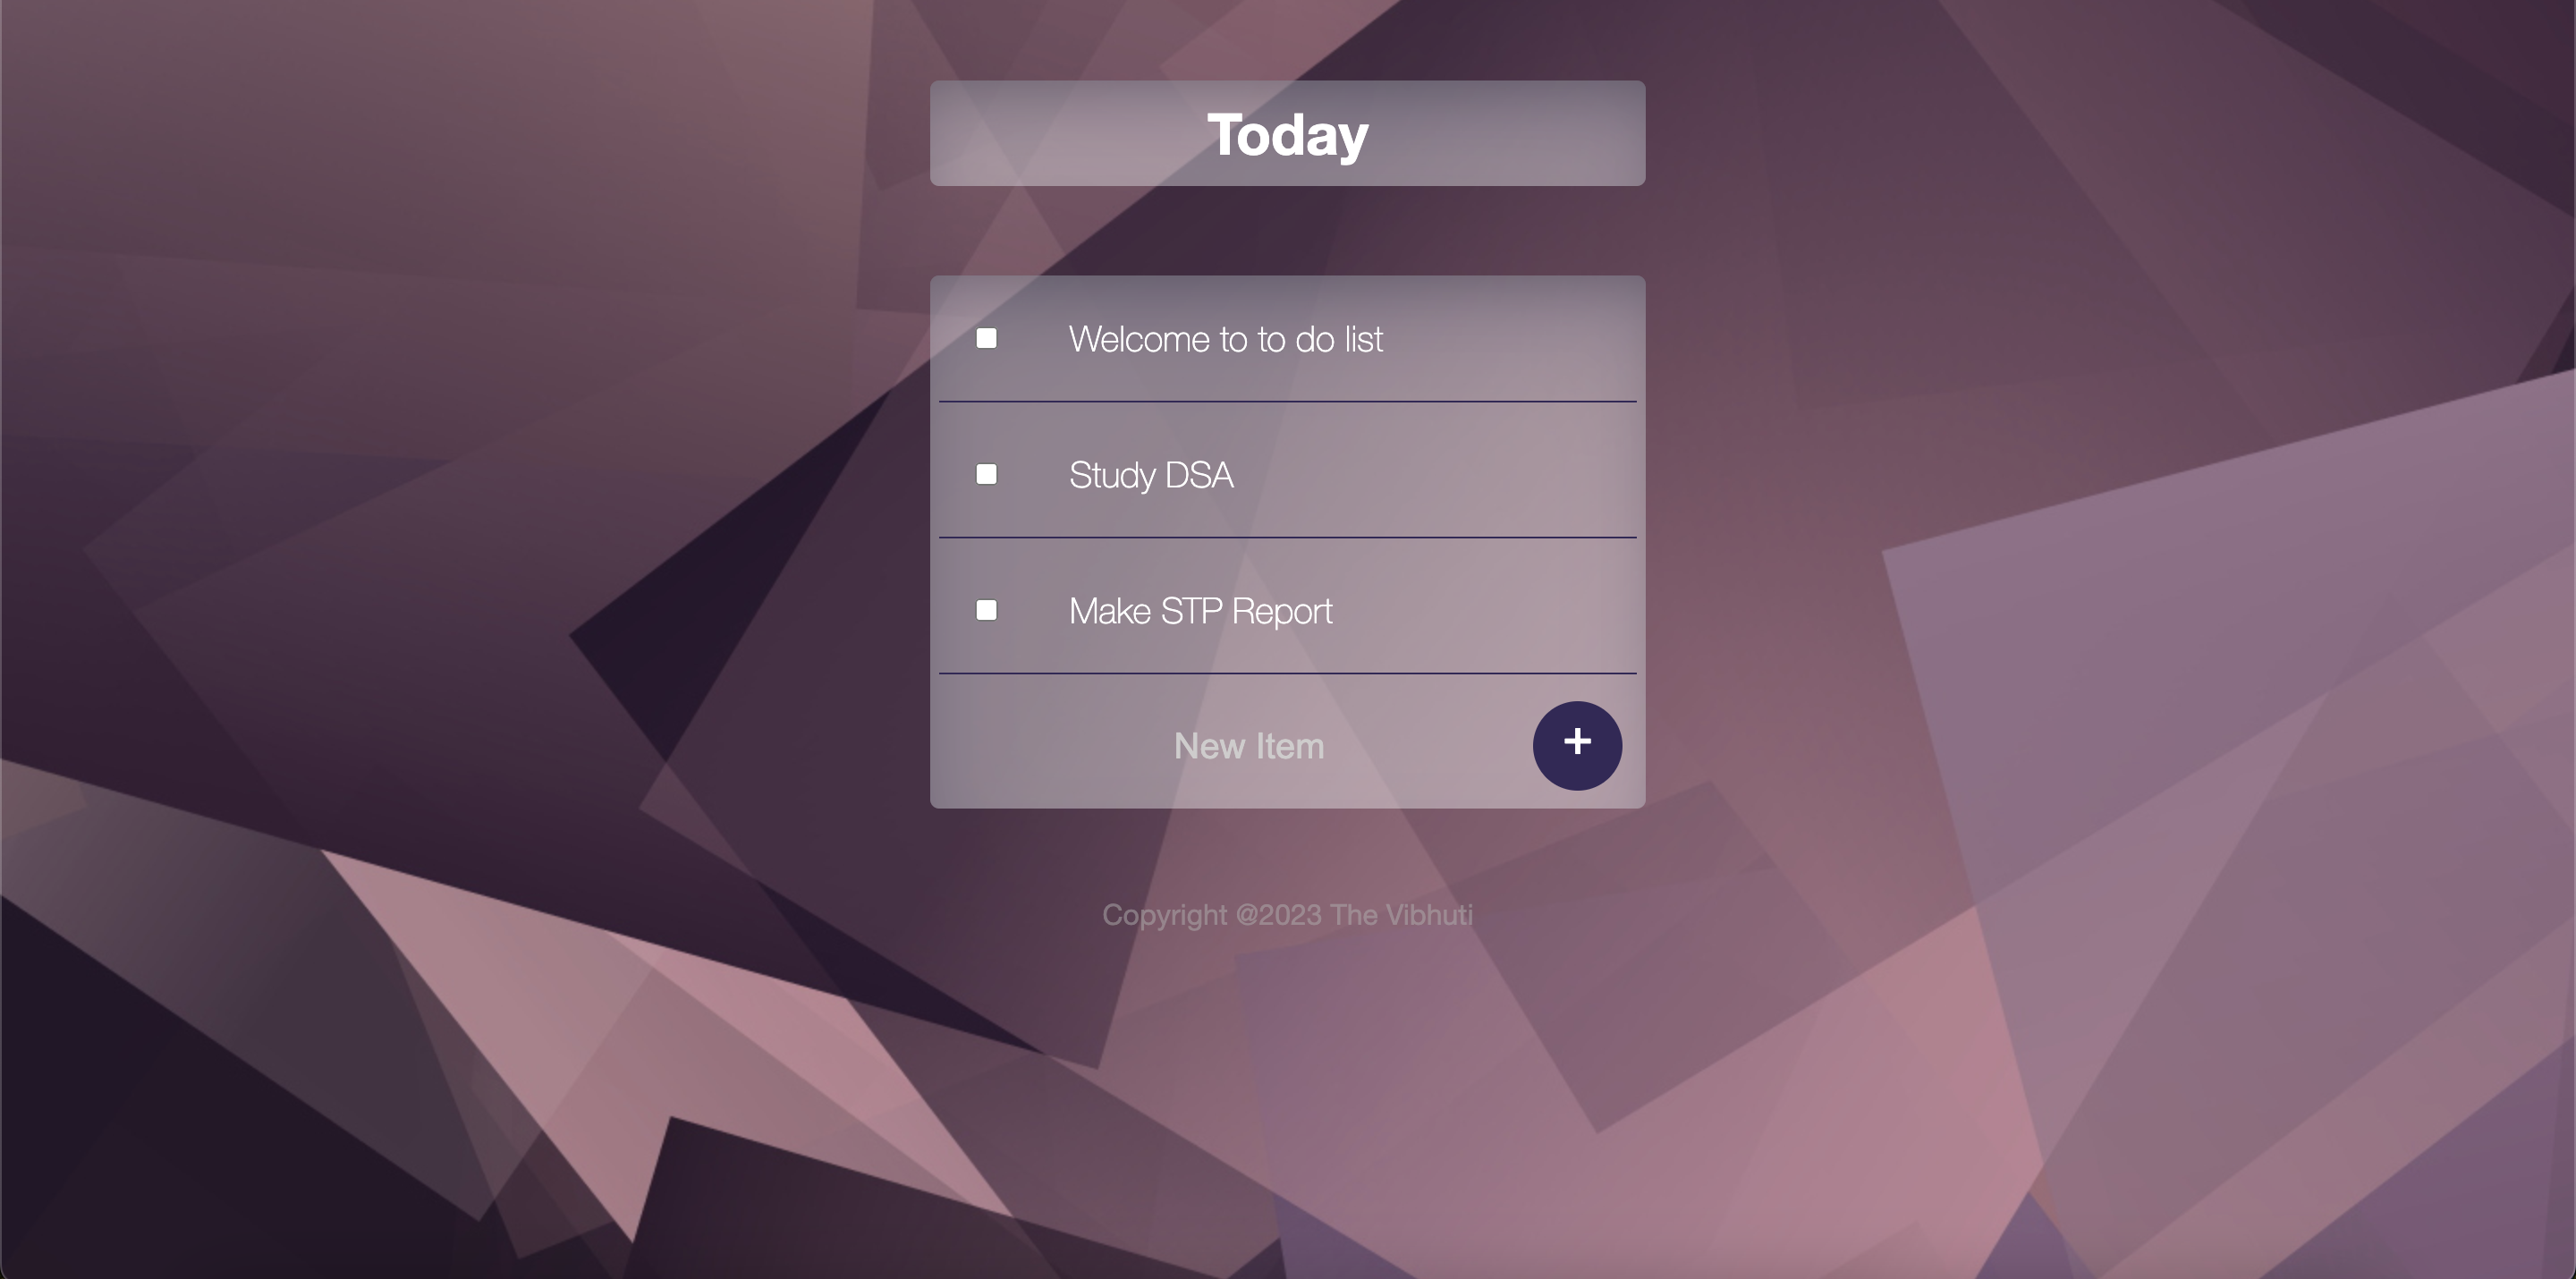 Today
Welcome to to do list
Study DSA
Make STP Report
New Item +
Copyright @2023 The Vibhuti